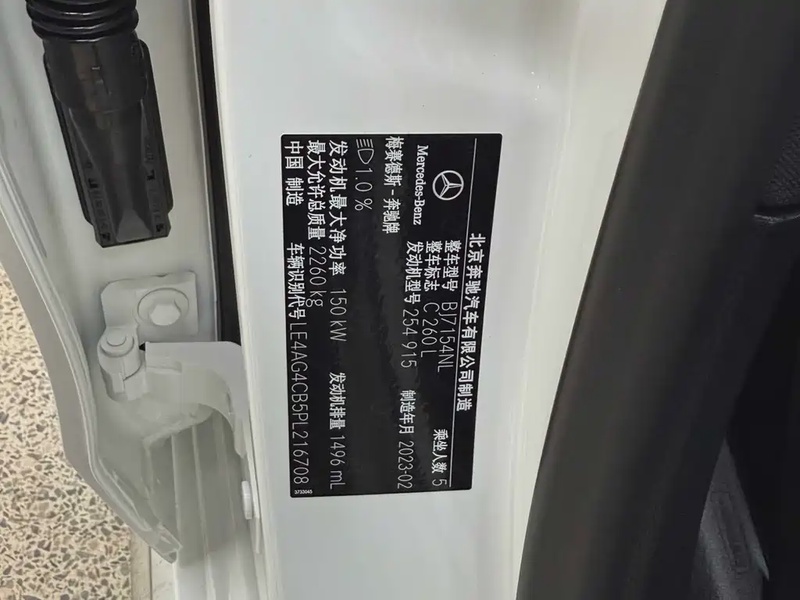 北京奔驰汽车有限公司制造
Mercedes-Benz
梅赛德斯-奔驰牌
整车型号 BJ7154NL 乘坐人数 5
整车标志 C 260 L
发动机型号 254 915 制造年月 2023-02
1.0 %
发动机最大净功率 150 kW 发动机排量 1496 mL
最大允许总质量 2260 kg
中国 制造 车辆识别代号 LE4AG4CB5PL216708
3733045